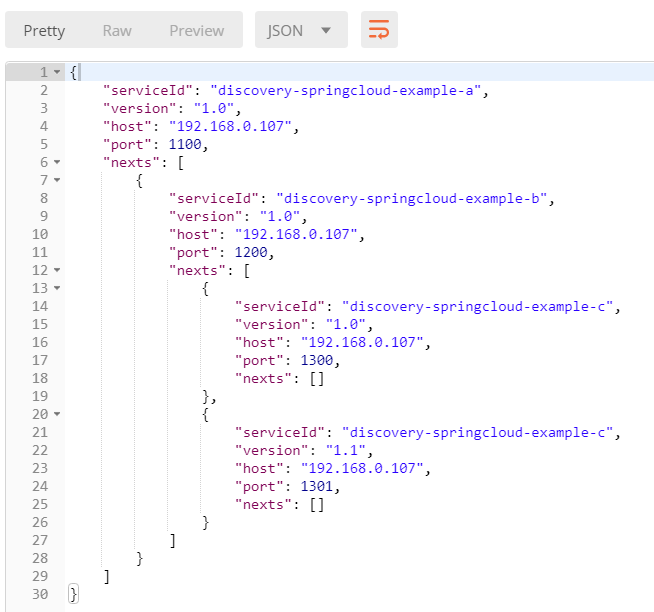 Pretty Raw Preview JSON
1 {
2 "serviceId": "discovery-springcloud-example-a",
3 "version": "1.0",
4 "host": "192.168.0.107",
5 "port": 1100,
6 "nexts": [
7 {
8 "serviceId": "discovery-springcloud-example-b",
9 "version": "1.0",
10 "host": "192.168.0.107",
11 "port": 1200,
12 "nexts": [
13 {
14 "serviceId": "discovery-springcloud-example-c",
15 "version": "1.0",
16 "host": "192.168.0.107",
17 "port": 1300,
18 "nexts": []
19 },
20 {
21 "serviceId": "discovery-springcloud-example-c",
22 "version": "1.1",
23 "host": "192.168.0.107",
24 "port": 1301,
25 "nexts": []
26 }
27 ]
28 }
29 ]
30 }